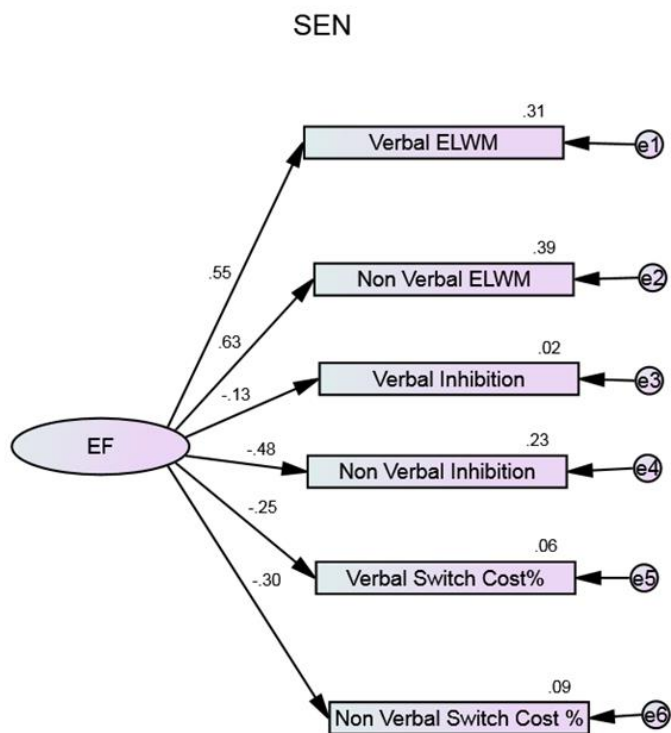 SEN
.31
Verbal ELWM
e1
.55
.39
Non Verbal ELWM
e2
.63
.02
Verbal Inhibition
e3
-.13
EF
.23
Non Verbal Inhibition
e4
-.48
-.25
.06
Verbal Switch Cost%
e5
-.30
.09
Non Verbal Switch Cost %
e6